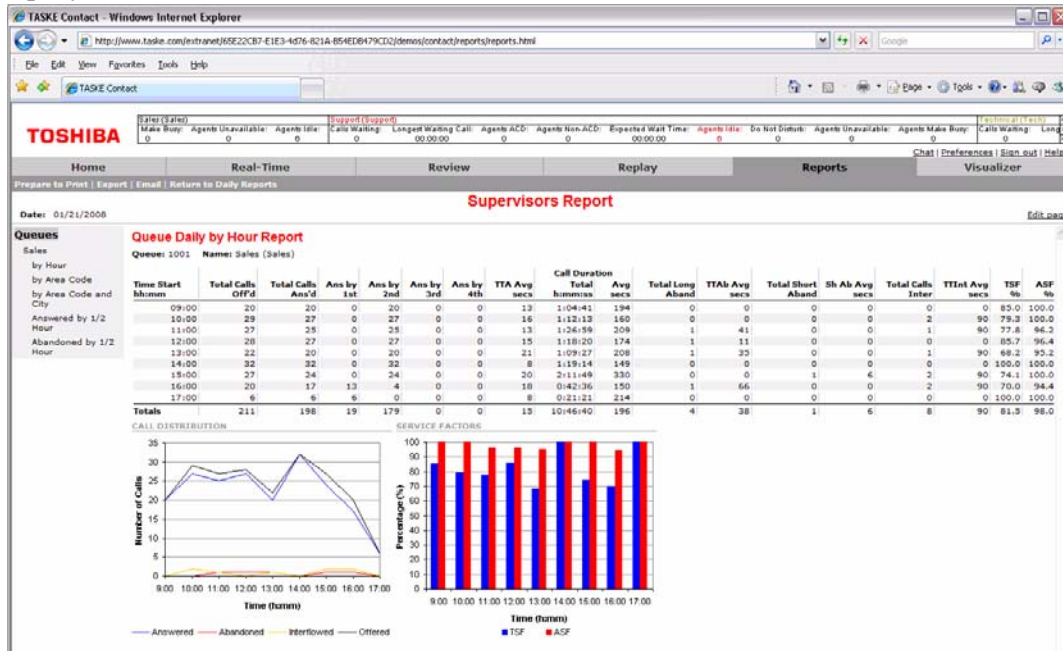 TASKE Contact - Windows Internet Explorer
http://www.taske.com/extranet/65E22CB7-E1E3-4d76-821A-B54ED8479CD2/demos/contact/reports/reports.html
Google
File Edit View Favorites Tools Help
TASKE Contact
Page Tools
TOSHIBA
Sales (Sales) Support (Support) Technical (Tech)
Make Busy: Agents Unavailable: Agents Idle: Calls Waiting: Longest Waiting Call: Agents ACD: Agents Non-ACD: Expected Wait Time: Agents Idle: Do Not Disturb: Agents Unavailable: Agents Make Busy: Calls Waiting: Long
0 0 6 0 00:00:00 0 0 00:00:00 6 0 0 0 0
Chat | Preferences | Sign out | Help
Home Real-Time Review Replay Reports Visualizer
Prepare to Print | Export | Email | Return to Daily Reports
Supervisors Report
Date: 01/21/2008
Edit page
Queues
Sales
by Hour
by Area Code
by Area Code and City
Answered by 1/2 Hour
Abandoned by 1/2 Hour
Queue Daily by Hour Report
Queue: 1001 Name: Sales (Sales)
Call Duration
Time Start Total Calls Total Calls Ans by Ans by Ans by Ans by TTA Avg Total Avg Total Long TTAb Avg Total Short Sh Ab Avg Total Calls TTInt Avg TSF ASF
hh:mm Off'd Ans'd 1st 2nd 3rd 4th secs h:mm:ss secs Aband secs Aband secs Inter secs % %
09:00 20 20 0 20 0 0 13 1:04:41 194 0 0 0 0 0 0 85.0 100.0
10:00 29 27 0 27 0 0 16 1:12:13 160 0 0 0 0 2 90 79.3 100.0
11:00 27 25 0 25 0 0 13 1:26:59 209 1 41 0 0 1 90 77.8 96.2
12:00 28 27 0 27 0 0 15 1:18:20 174 1 11 0 0 0 0 85.7 96.4
13:00 22 20 0 20 0 0 21 1:09:27 208 1 35 0 0 1 90 68.2 95.2
14:00 32 32 0 32 0 0 8 1:19:14 149 0 0 0 0 0 0 100.0 100.0
15:00 27 24 0 24 0 0 20 2:11:49 330 0 0 1 6 2 90 74.1 100.0
16:00 20 17 13 4 0 0 18 0:42:36 150 1 66 0 0 2 90 70.0 94.4
17:00 6 6 6 0 0 0 8 0:21:21 214 0 0 0 0 0 0 100.0 100.0
Totals 211 198 19 179 0 0 15 10:46:40 196 4 38 1 6 8 90 81.5 98.0
CALL DISTRIBUTION
35
30
25
20
15
10
5
0
Number of Calls
9:00 10:00 11:00 12:00 13:00 14:00 15:00 16:00 17:00
Time (h:mm)
Answered Abandoned Interflowed Offered
SERVICE FACTORS
100
90
80
70
60
50
40
30
20
10
0
Percentage (%)
9:00 10:00 11:00 12:00 13:00 14:00 15:00 16:00 17:00
Time (h:mm)
TSF ASF